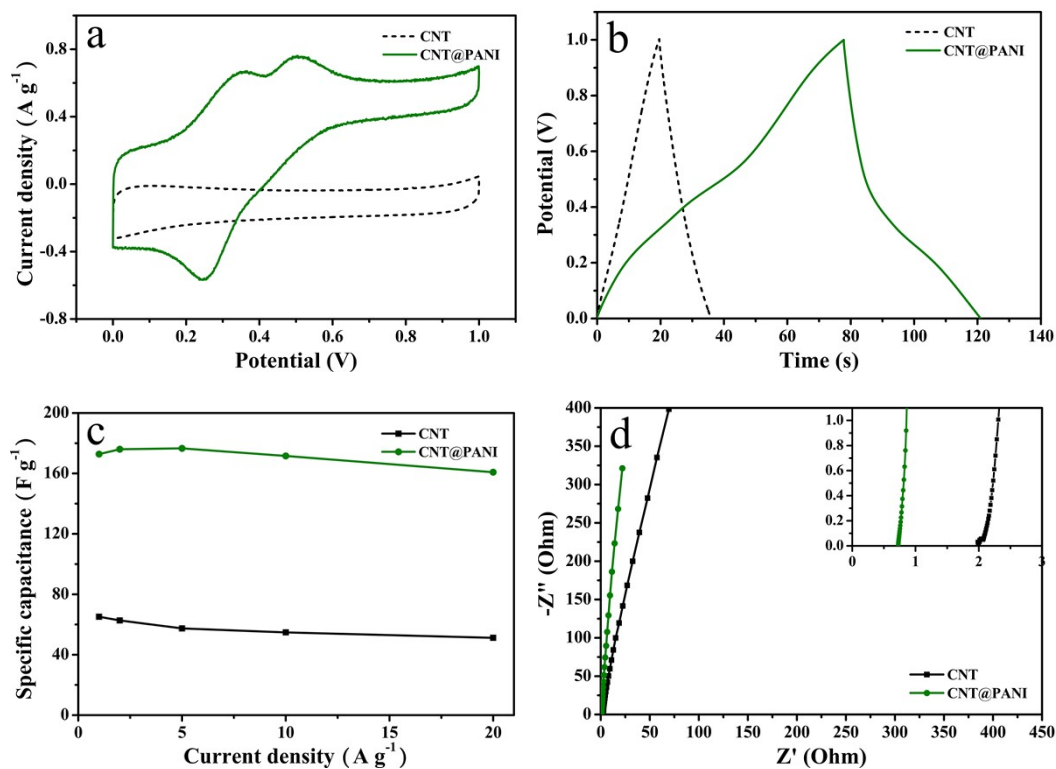 a
CNT
CNT@PANI
Current density ( A g⁻¹)
0.8
0.4
0.0
-0.4
-0.8
0.0 0.2 0.4 0.6 0.8 1.0
Potential (V)
b
CNT
CNT@PANI
Potential (V)
1.0
0.8
0.6
0.4
0.2
0.0
0 20 40 60 80 100 120 140
Time (s)
c
CNT
CNT@PANI
Specific capacitance ( F g⁻¹)
200
160
120
80
40
0
0 5 10 15 20
Current density ( A g⁻¹)
d
-Z'' (Ohm)
400
350
300
250
200
150
100
50
0
0 50 100 150 200 250 300 350 400 450
Z' (Ohm)
1.0
0.8
0.6
0.4
0.2
0.0
0 1 2 3
CNT
CNT@PANI